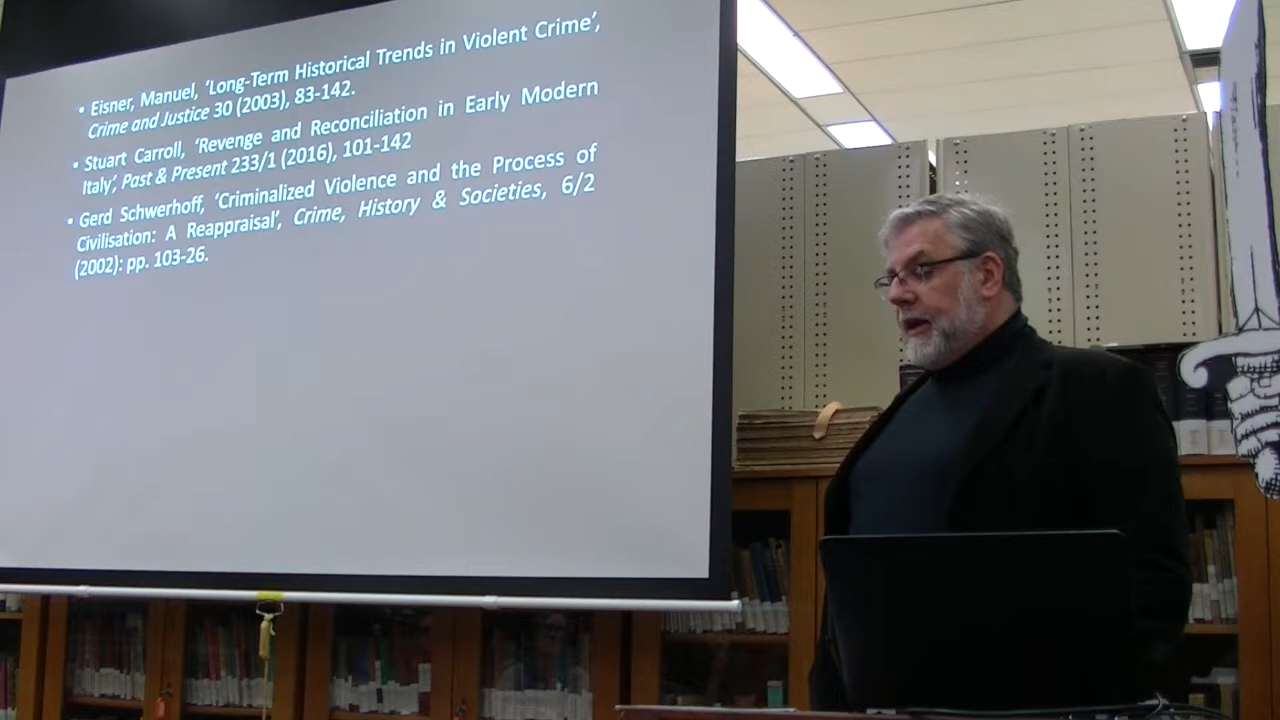 • Eisner, Manuel, ‘Long-Term Historical Trends in Violent Crime’,
Crime and Justice 30 (2003), 83-142.
• Stuart Carroll, ‘Revenge and Reconciliation in Early Modern
Italy’, Past & Present 233/1 (2016), 101-142
• Gerd Schwerhoff, ‘Criminalized Violence and the Process of
Civilisation: A Reappraisal’, Crime, History & Societies, 6/2
(2002): pp. 103-26.